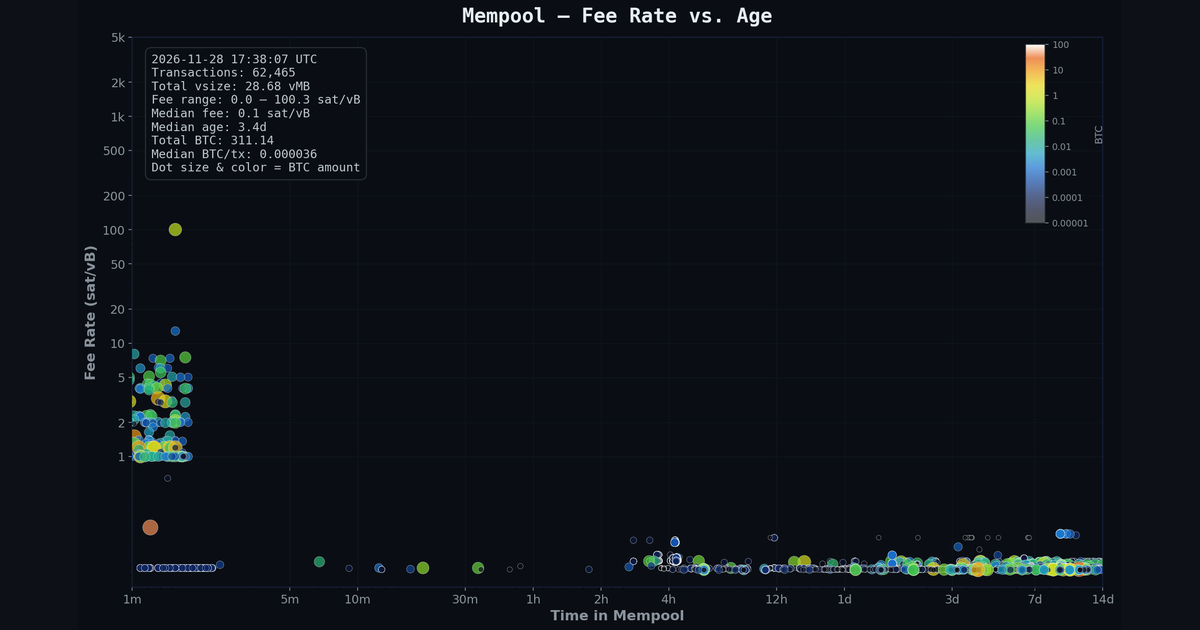 Mempool — Fee Rate vs. Age
2026-11-28 17:38:07 UTC
Transactions: 62,465
Total vsize: 28.68 vMB
Fee range: 0.0 – 100.3 sat/vB
Median fee: 0.1 sat/vB
Median age: 3.4d
Total BTC: 311.14
Median BTC/tx: 0.000036
Dot size & color = BTC amount
5k
2k
1k
500
200
100
50
20
10
5
2
1
Fee Rate (sat/vB)
100
10
1
0.1
0.01
0.001
0.0001
0.00001
BTC
1m
5m
10m
30m
1h
2h
4h
12h
1d
3d
7d
14d
Time in Mempool